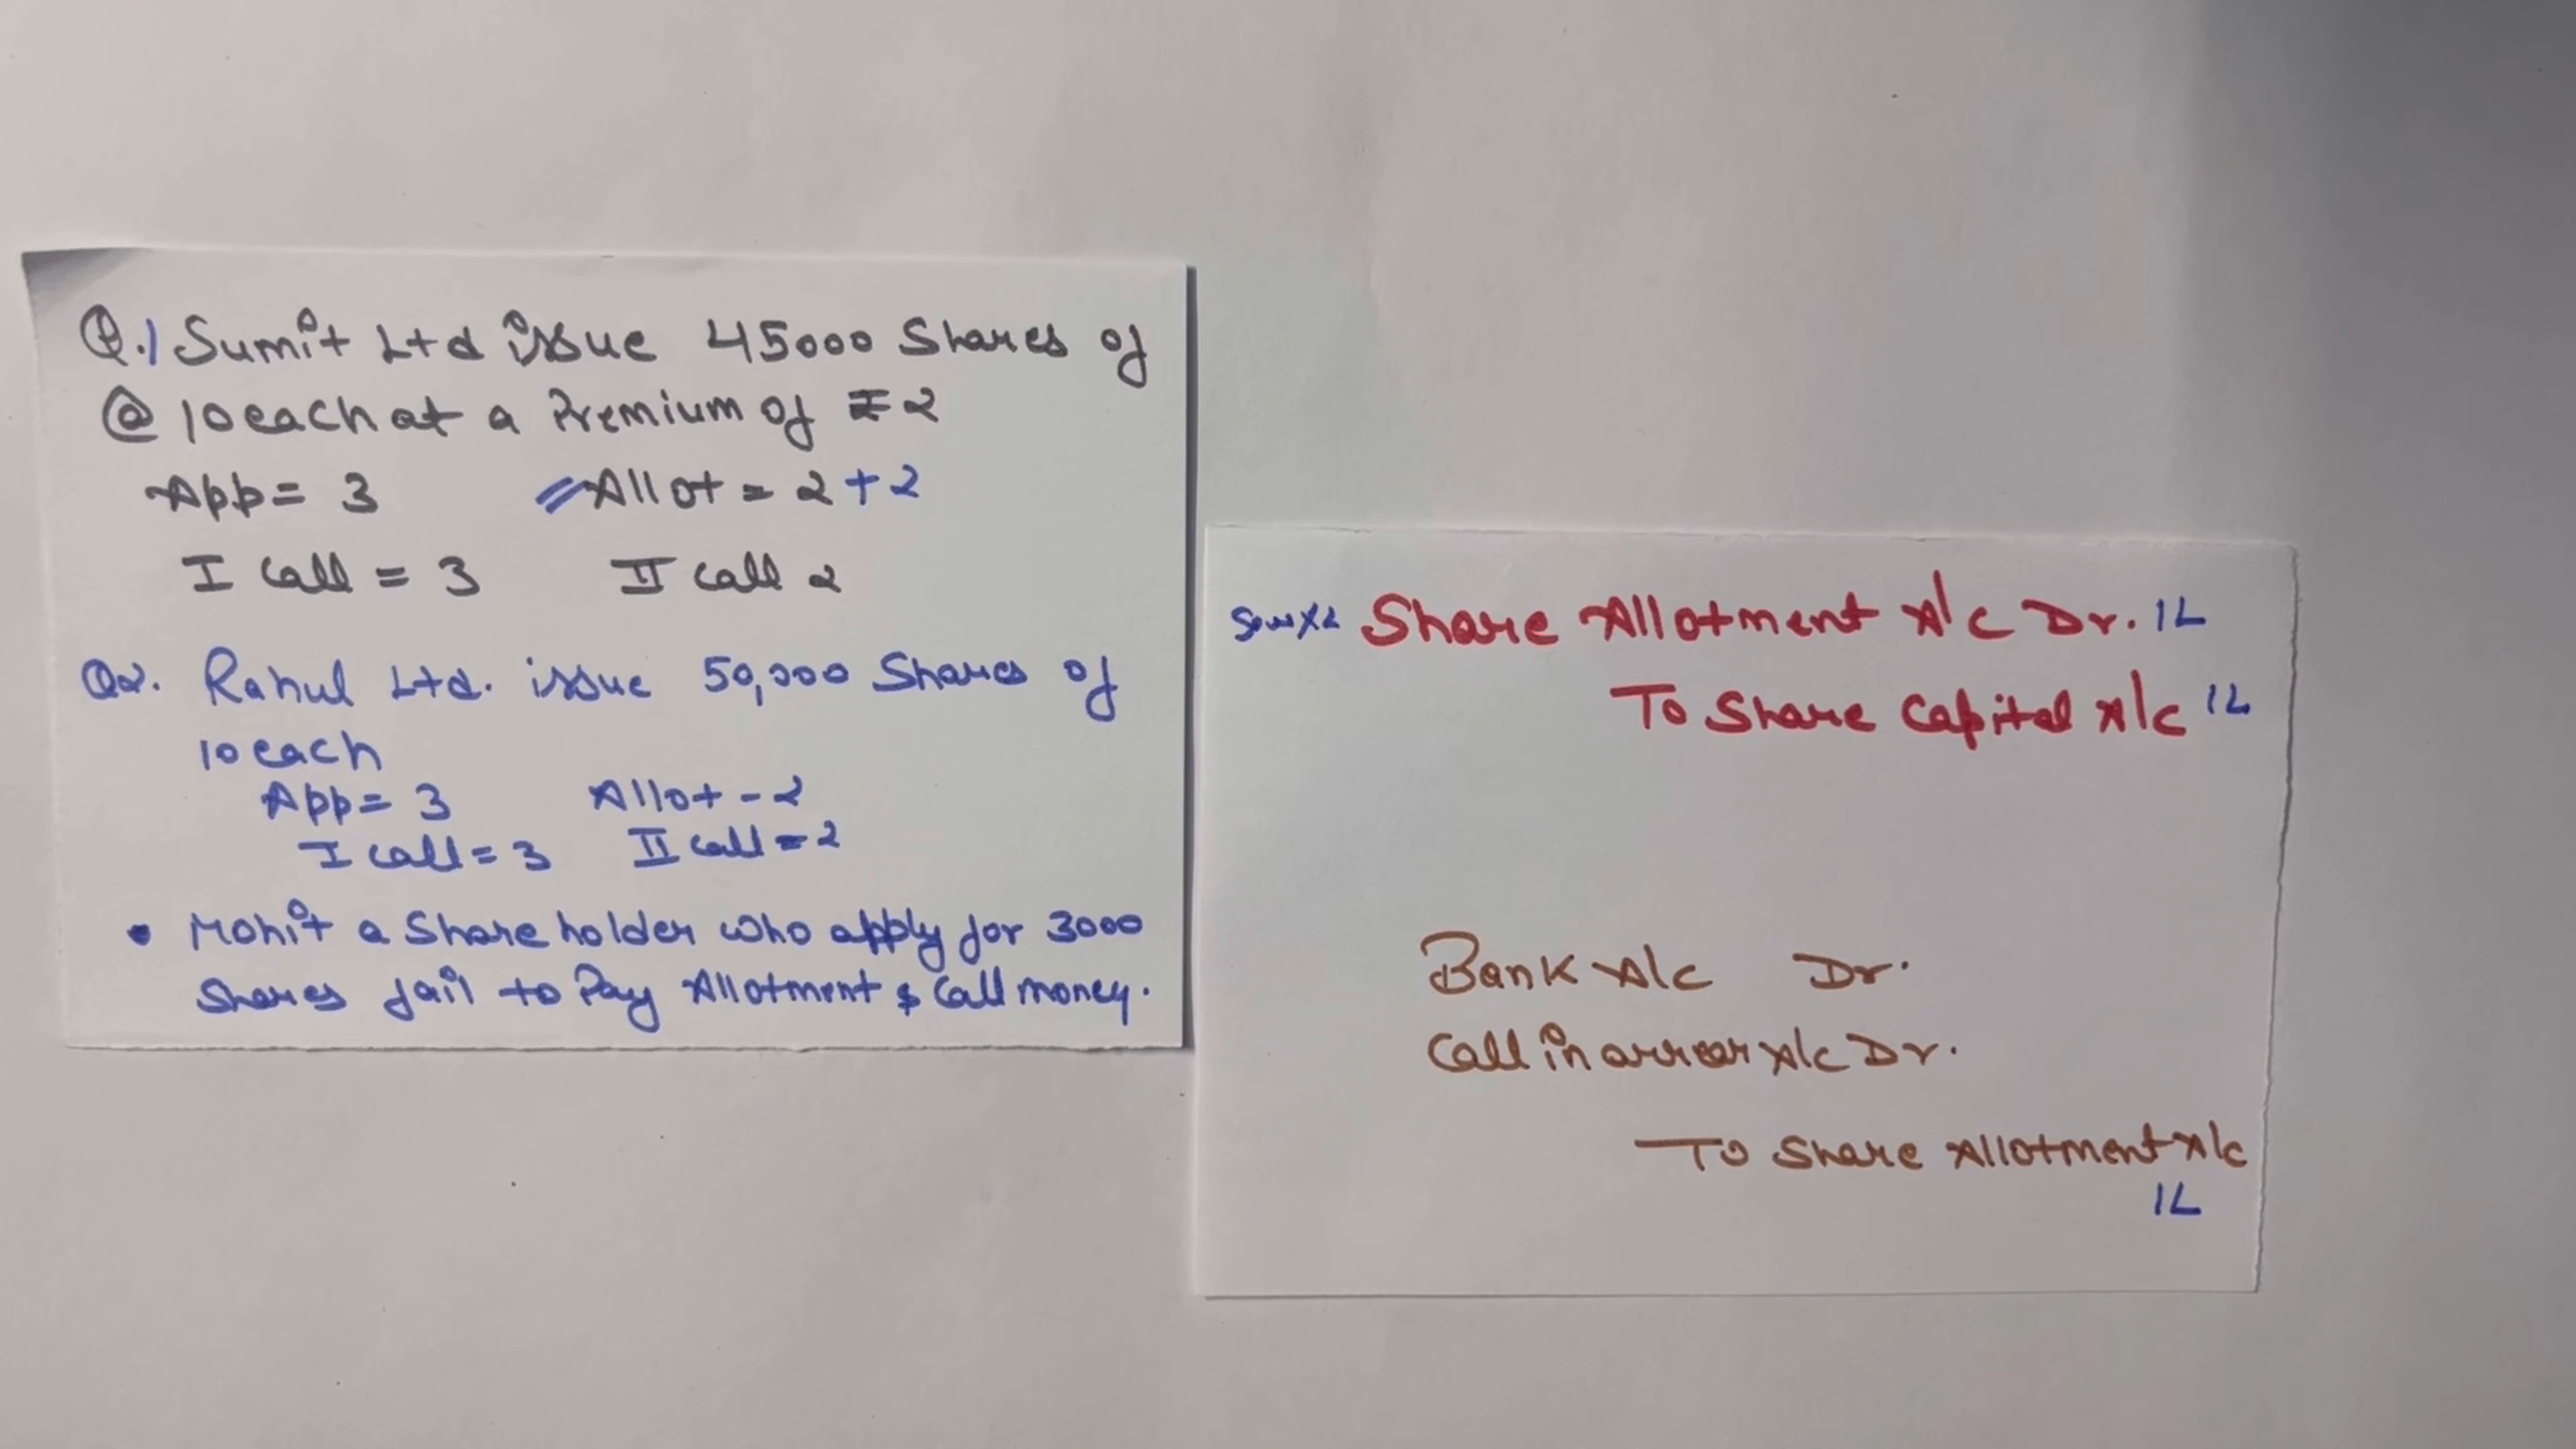 Q.1 Sumit Ltd issue 45000 Shares of
@ 10 each at a Premium of ₹ 2
App = 3 Allot = 2 + 2
I Call = 3 II Call 2
Q2. Rahul Ltd. issue 50,000 Shares of
10 each
App = 3 Allot - 2
I Call = 3 II Call = 2
• Mohit a Share holder who apply for 3000
Shares fail to Pay Allotment & Call money.
Share Allotment A/c Dr. 1L
To Share Capital A/c 1L
Bank A/c Dr.
Call in arrear A/c Dr.
To Share Allotment A/c
1L